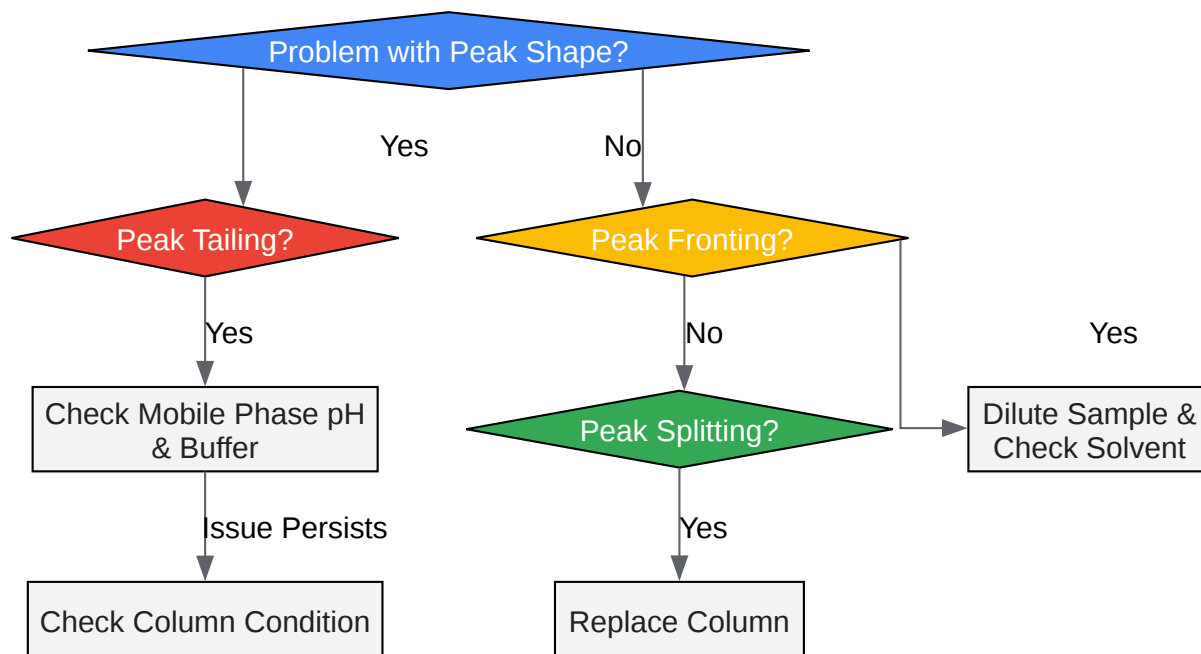 Problem with Peak Shape?
Yes
No
Peak Tailing?
Peak Fronting?
Yes
No
Yes
Check Mobile Phase pH
& Buffer
Peak Splitting?
Dilute Sample &
Check Solvent
Issue Persists
Yes
Check Column Condition
Replace Column